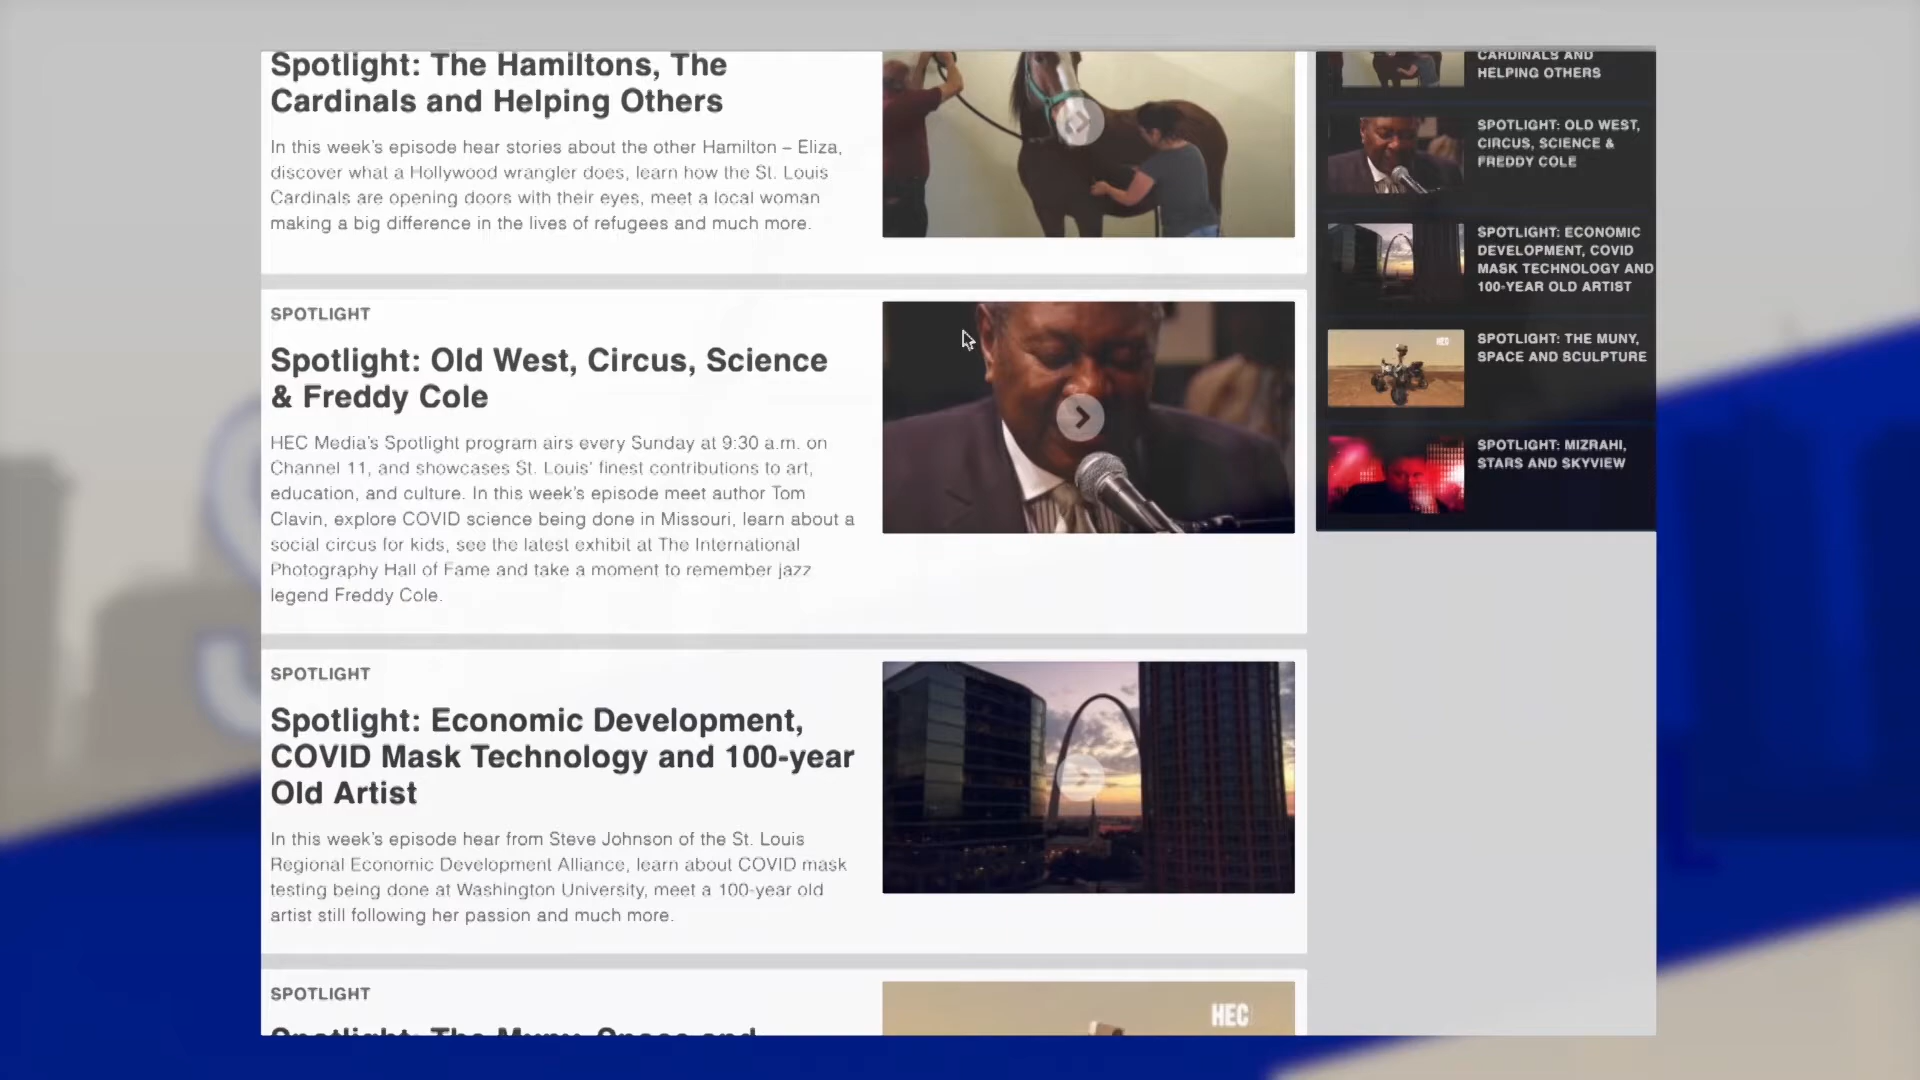 Spotlight: The Hamiltons, The
Cardinals and Helping Others
In this week's episode hear stories about the other Hamilton – Eliza,
discover what a Hollywood wrangler does, learn how the St. Louis
Cardinals are opening doors with their eyes, meet a local woman
making a big difference in the lives of refugees and much more.
SPOTLIGHT
Spotlight: Old West, Circus, Science
& Freddy Cole
HEC Media's Spotlight program airs every Sunday at 9:30 a.m. on
Channel 11, and showcases St. Louis' finest contributions to art,
education, and culture. In this week's episode meet author Tom
Clavin, explore COVID science being done in Missouri, learn about a
social circus for kids, see the latest exhibit at The International
Photography Hall of Fame and take a moment to remember jazz
legend Freddy Cole.
SPOTLIGHT
Spotlight: Economic Development,
COVID Mask Technology and 100-year
Old Artist
In this week's episode hear from Steve Johnson of the St. Louis
Regional Economic Development Alliance, learn about COVID mask
testing being done at Washington University, meet a 100-year old
artist still following her passion and much more.
SPOTLIGHT
Spotlight: The Muny, Space and
HEC
CARDINALS AND
HELPING OTHERS
SPOTLIGHT: OLD WEST,
CIRCUS, SCIENCE &
FREDDY COLE
SPOTLIGHT: ECONOMIC
DEVELOPMENT, COVID
MASK TECHNOLOGY AND
100-YEAR OLD ARTIST
SPOTLIGHT: THE MUNY,
SPACE AND SCULPTURE
HEC
SPOTLIGHT: MIZRAHI,
STARS AND SKYVIEW